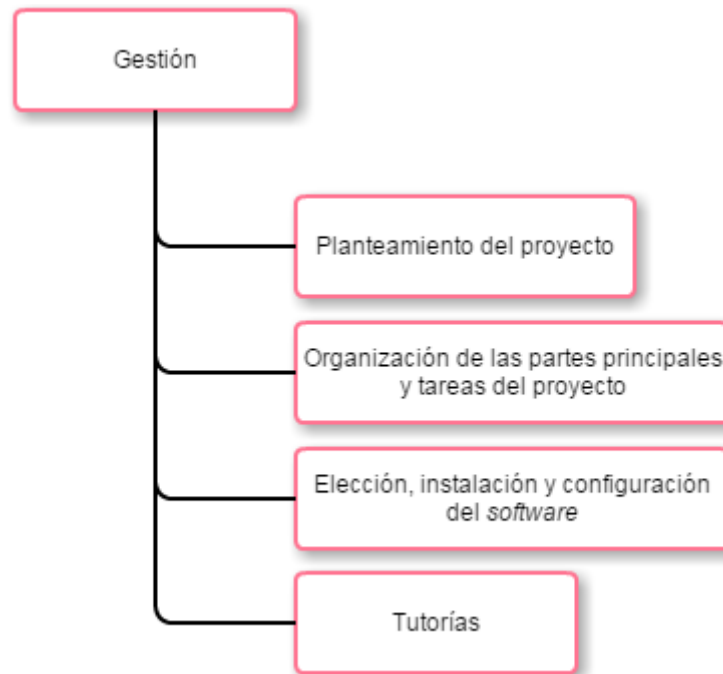 Gestión
Planteamiento del proyecto
Organización de las partes principales
y tareas del proyecto
Elección, instalación y configuración
del software
Tutorías